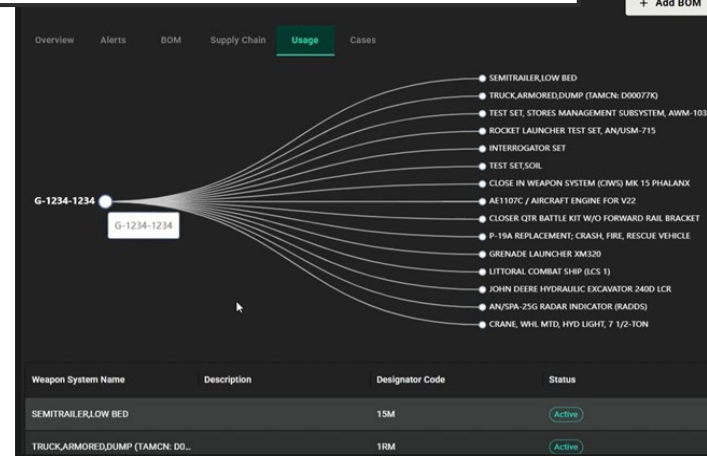 + Add BOM
Overview Alerts BOM Supply Chain Usage Cases
SEMITRAILER,LOW BED
TRUCK,ARMORED,DUMP (TAMCN: D00077K)
TEST SET, STORES MANAGEMENT SUBSYSTEM, AWM-103
ROCKET LAUNCHER TEST SET, AN/USM-715
INTERROGATOR SET
TEST SET,SOIL
CLOSE IN WEAPON SYSTEM (CIWS) MK 15 PHALANX
G-1234-1234
AE1107C / AIRCRAFT ENGINE FOR V22
G-1234-1234
CLOSER QTR BATTLE KIT W/O FORWARD RAIL BRACKET
P-19A REPLACEMENT; CRASH, FIRE, RESCUE VEHICLE
GRENADE LAUNCHER XM320
LITTORAL COMBAT SHIP (LCS 1)
JOHN DEERE HYDRAULIC EXCAVATOR 240D LCR
AN/SPA-25G RADAR INDICATOR (RADDS)
CRANE, WHL MTD, HYD LIGHT, 7 1/2-TON
Weapon System Name Description Designator Code Status
SEMITRAILER,LOW BED 15M Active
TRUCK,ARMORED,DUMP (TAMCN: D0... 1RM Active